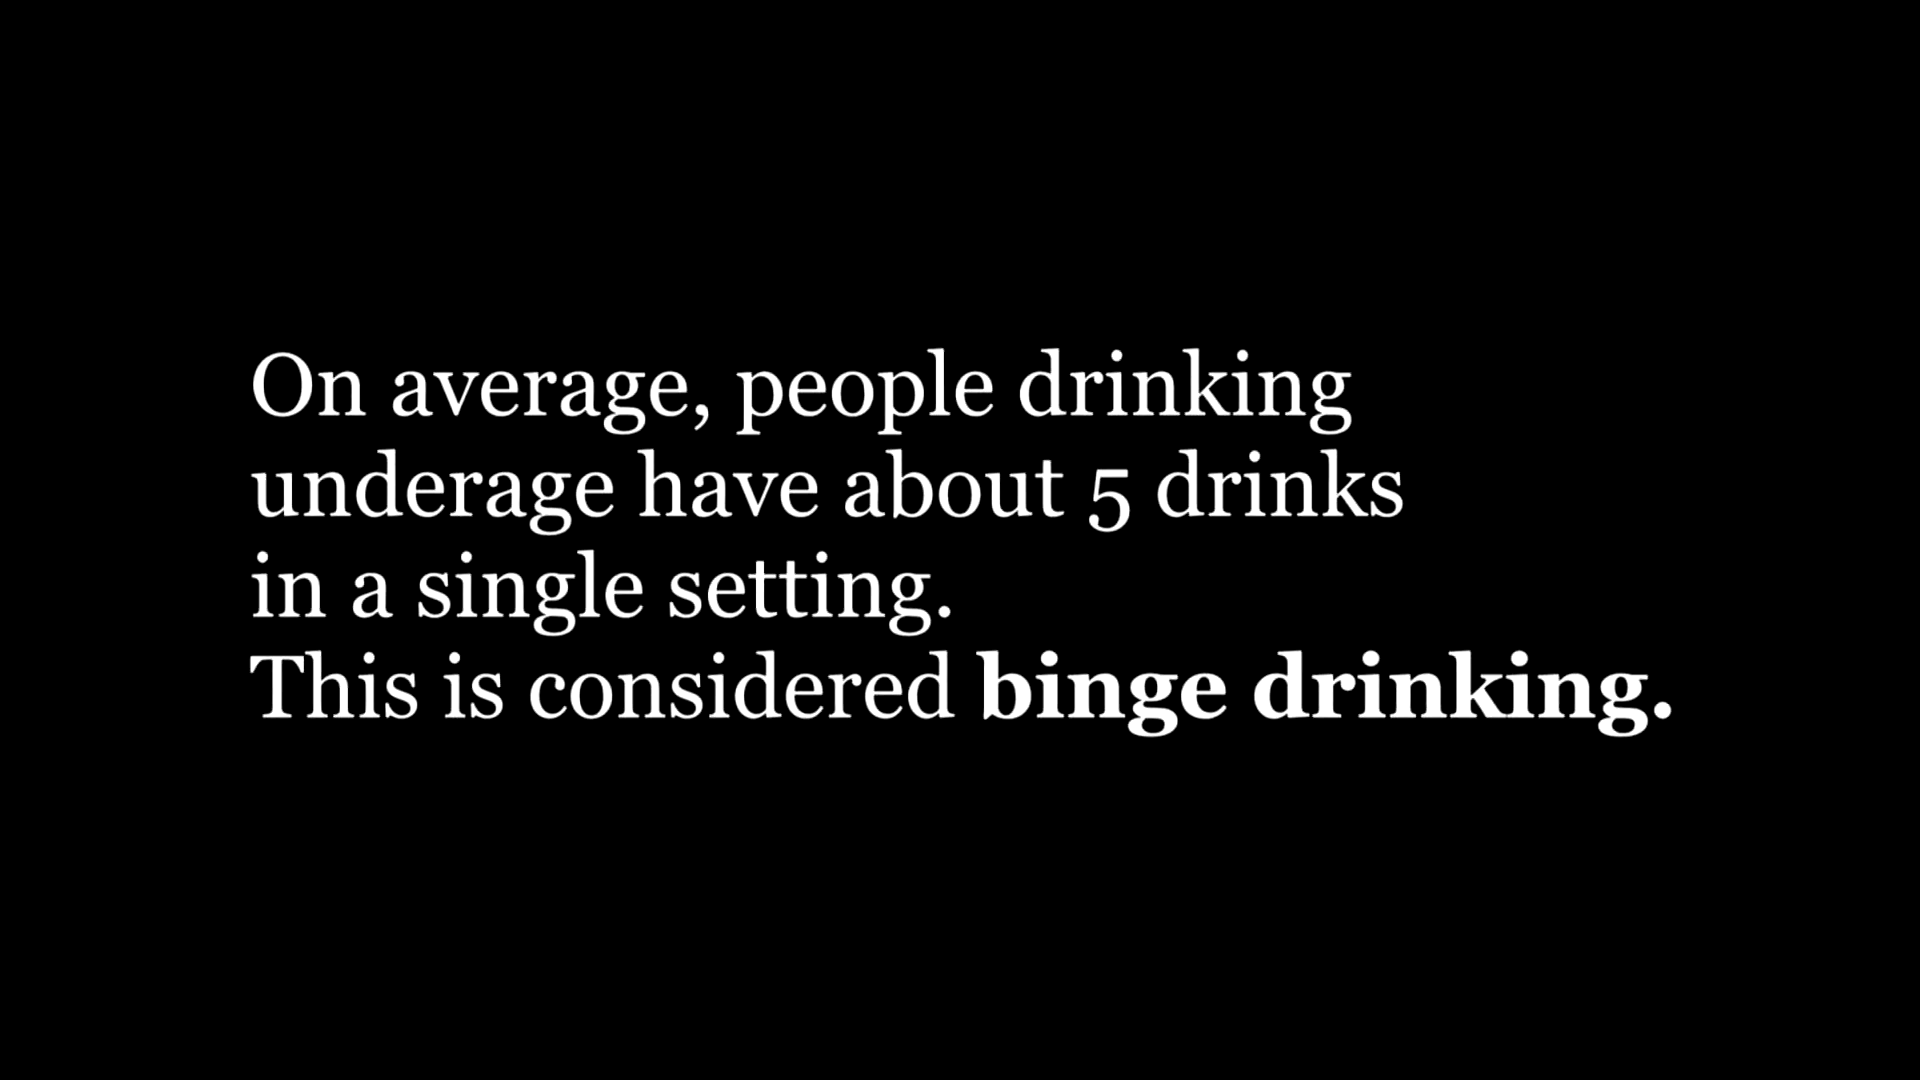 On average, people drinking
underage have about 5 drinks
in a single setting.
This is considered binge drinking.